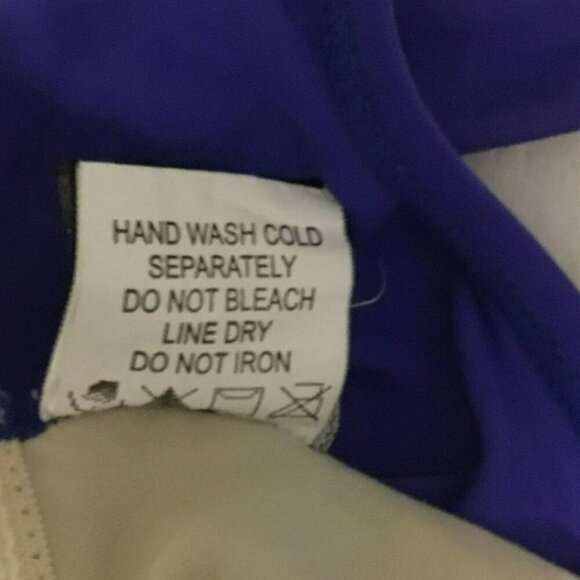 HAND WASH COLD
SEPARATELY
DO NOT BLEACH
LINE DRY
DO NOT IRON